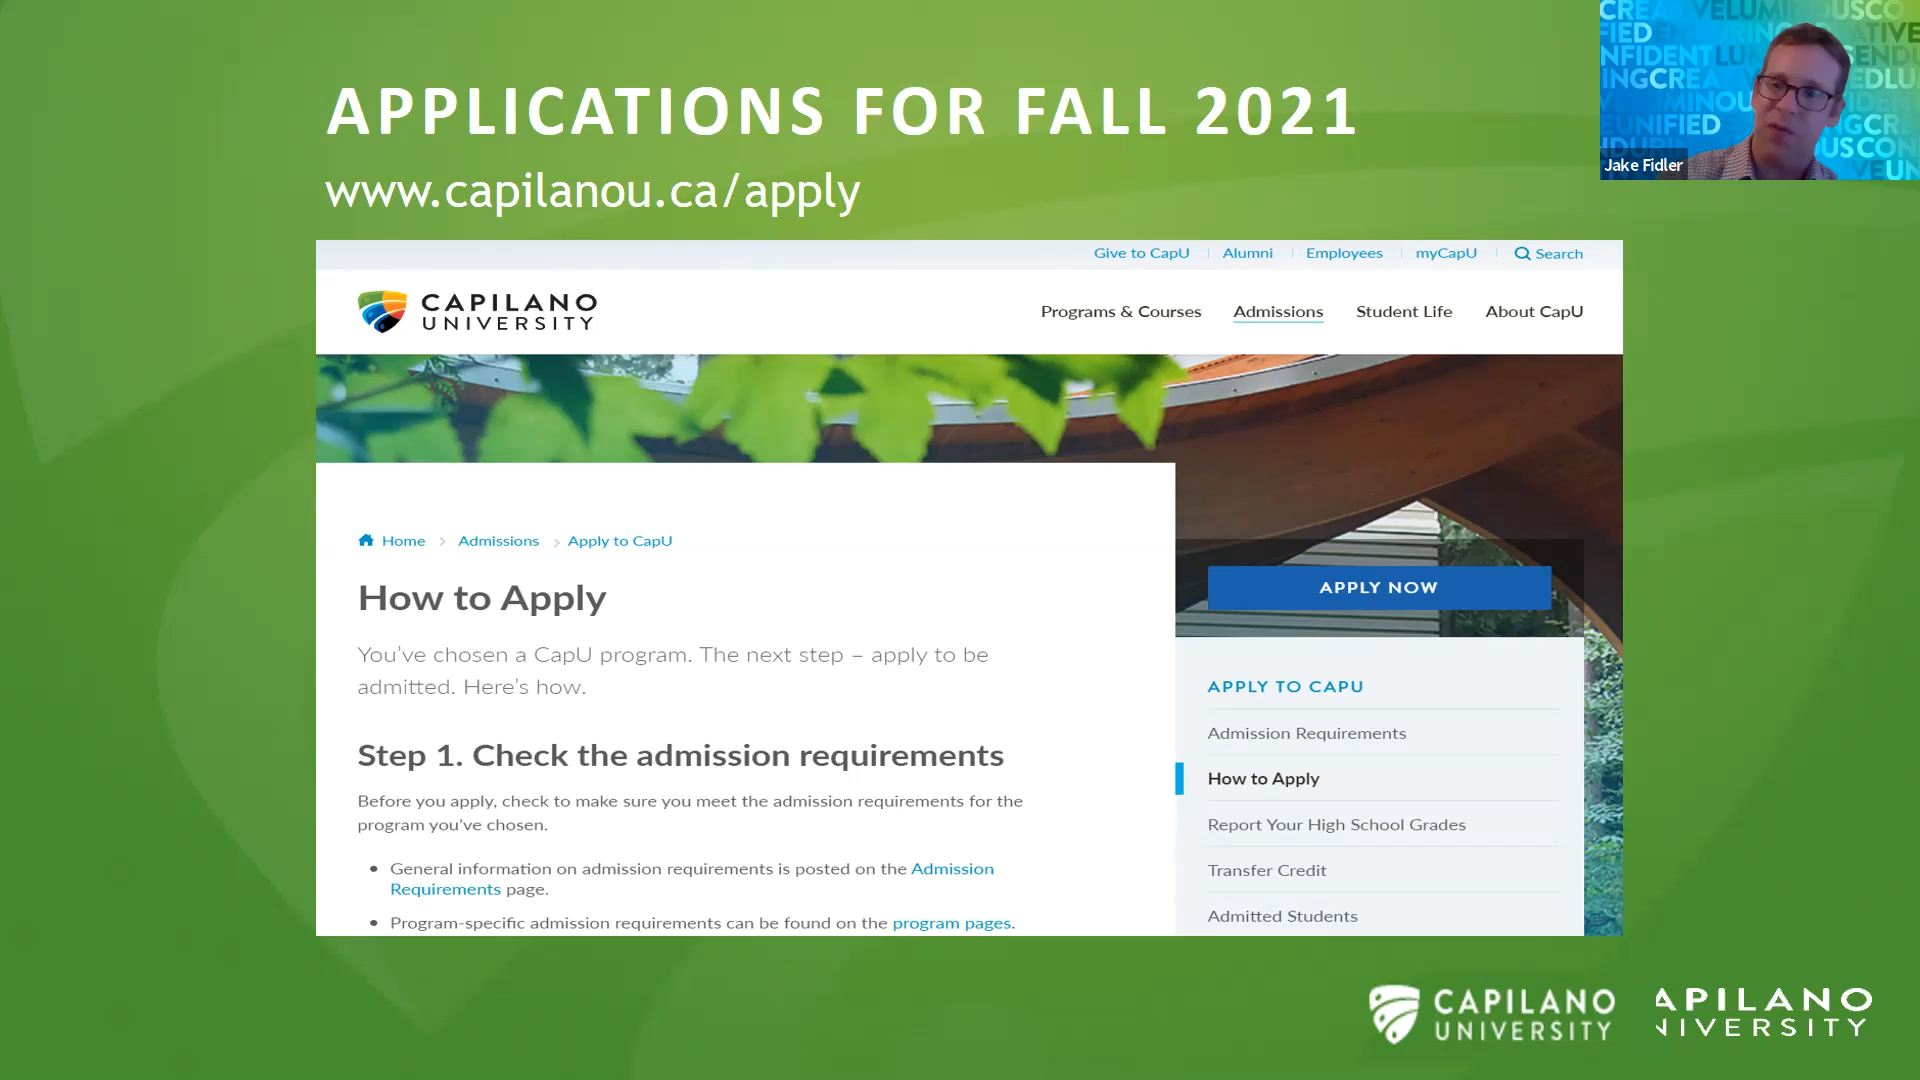 APPLICATIONS FOR FALL 2021
www.capilanou.ca/apply
Jake Fidler
Give to CapU
Alumni
Employees
myCapU
Search
CAPILANO
UNIVERSITY
Programs & Courses
Admissions
Student Life
About CapU
Home
Admissions
Apply to CapU
How to Apply
You've chosen a CapU program. The next step – apply to be
admitted. Here's how.
Step 1. Check the admission requirements
Before you apply, check to make sure you meet the admission requirements for the
program you've chosen.
General information on admission requirements is posted on the Admission
Requirements page.
Program-specific admission requirements can be found on the program pages.
APPLY NOW
APPLY TO CAPU
Admission Requirements
How to Apply
Report Your High School Grades
Transfer Credit
Admitted Students
CAPILANO
UNIVERSITY
APILANO
NIVERSITY